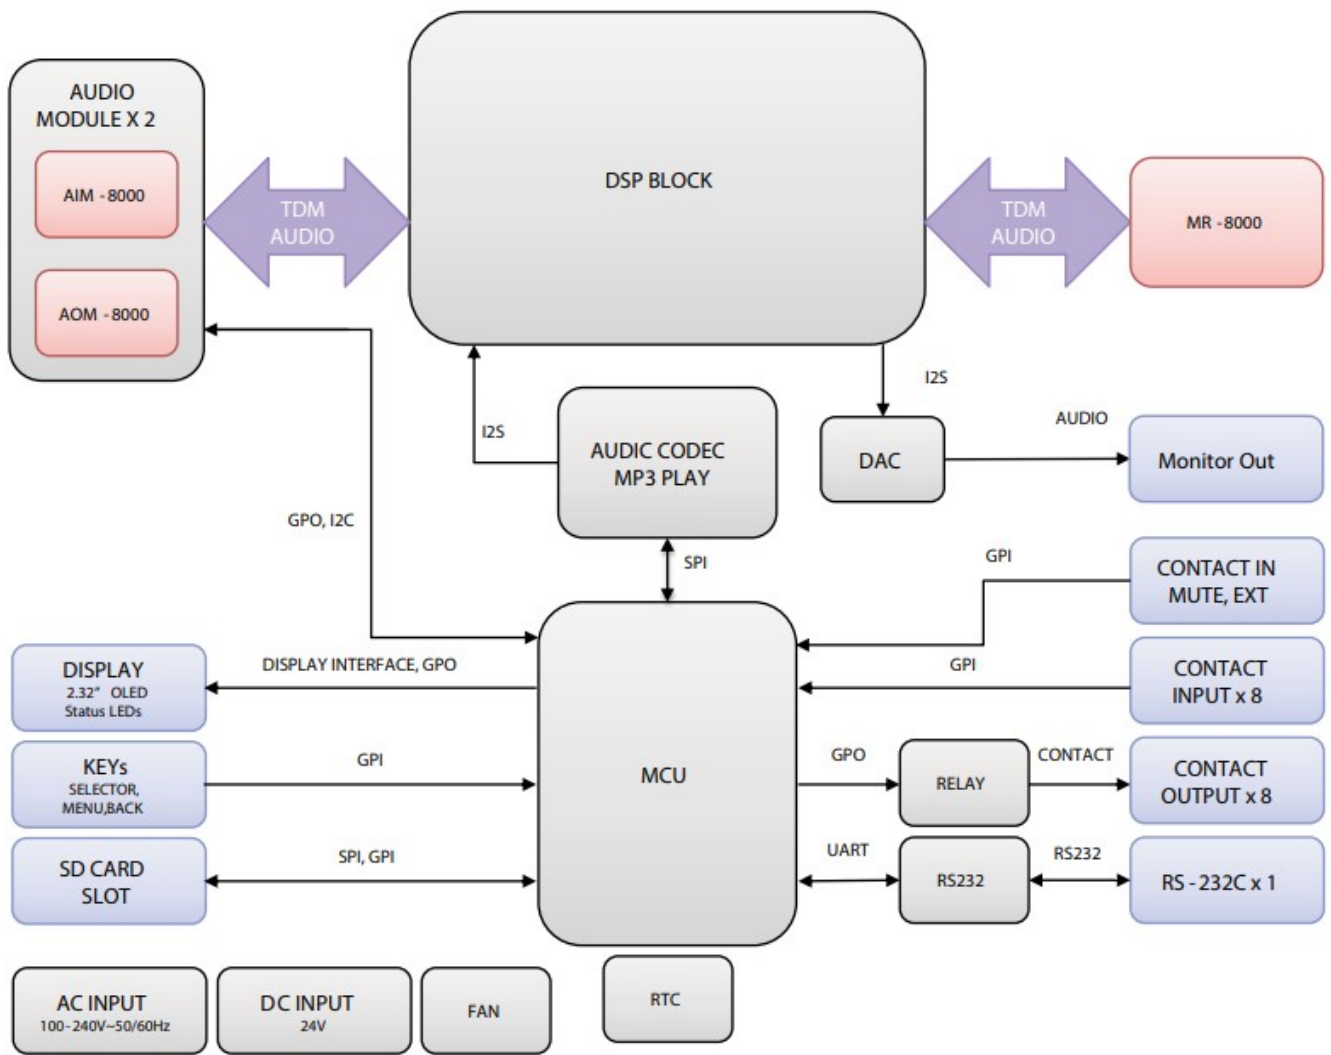 AUDIO
MODULE X 2
AIM - 8000
AOM - 8000
TDM
AUDIO
DSP BLOCK
TDM
AUDIO
MR - 8000
I2S
AUDIC CODEC
MP3 PLAY
I2S
DAC
AUDIO
Monitor Out
GPO, I2C
SPI
GPI
CONTACT IN
MUTE, EXT
DISPLAY
2.32" OLED
Status LEDs
DISPLAY INTERFACE, GPO
MCU
GPI
CONTACT
INPUT x 8
KEYs
SELECTOR,
MENU,BACK
GPI
GPO
RELAY
CONTACT
CONTACT
OUTPUT x 8
SD CARD
SLOT
SPI, GPI
UART
RS232
RS232
RS - 232C x 1
AC INPUT
100-240V~50/60Hz
DC INPUT
24V
FAN
RTC